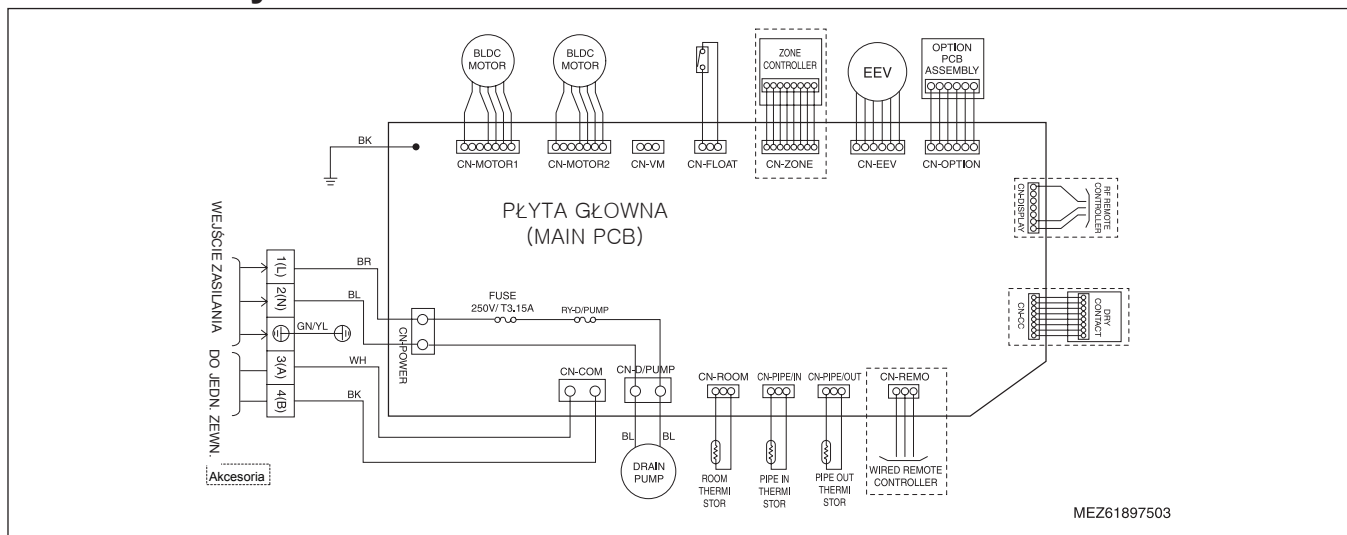 BLDC
MOTOR
BLDC
MOTOR
ZONE
CONTROLLER
EEV
OPTION
PCB
ASSEMBLY
BK
CN-MOTOR1
CN-MOTOR2
CN-VM
CN-FLOAT
CN-ZONE
CN-EEV
CN-OPTION
CN-DISPLAY
RF REMOTE
CONTROLLER
PŁYTA GŁOWNA
(MAIN PCB)
WEJŚCIE ZASILANIA
1(L)
BR
2(N)
BL
GN/YL
CN-POWER
FUSE
250V/ T3.15A
RY-D/PUMP
CN-CC
DRY
CONTACT
DO JEDN. ZEWN.
3(A)
WH
4(B)
BK
CN-COM
CN-D/PUMP
CN-ROOM
CN-PIPE/IN
CN-PIPE/OUT
CN-REMO
BL
BL
DRAIN
PUMP
ROOM
THERMI
STOR
PIPE IN
THERMI
STOR
PIPE OUT
THERMI
STOR
WIRED REMOTE
CONTROLLER
Akcesoria
MEZ61897503